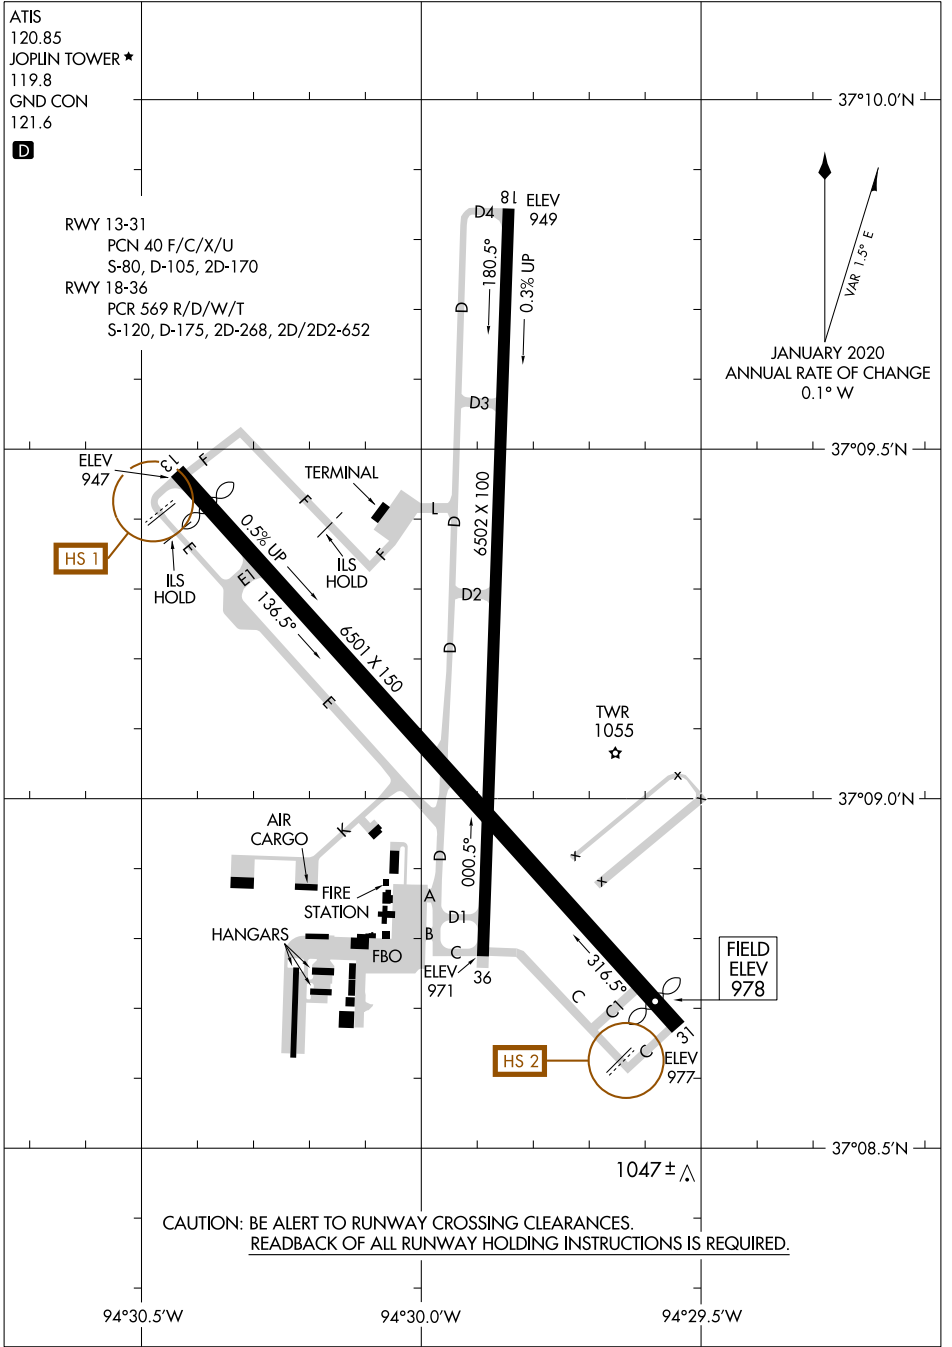 ATIS
120.85
JOPLIN TOWER ★
119.8
GND CON
121.6
D
37°10.0'N
RWY 13-31
PCN 40 F/C/X/U
S-80, D-105, 2D-170
RWY 18-36
PCR 569 R/D/W/T
S-120, D-175, 2D-268, 2D/2D2-652
18
ELEV
949
D4
180.5°
0.3% UP
D
VAR 1.5° E
JANUARY 2020
ANNUAL RATE OF CHANGE
0.1° W
D3
37°09.5'N
ELEV
947
13
F
TERMINAL
F
L
D
6502 X 100
HS 1
E
ILS
HOLD
0.5% UP
ILS
HOLD
F
E1
136.5°
D2
6501 X 150
D
E
TWR
1055
X
X
37°09.0'N
AIR
CARGO
K
D
000.5°
X
X
FIRE
STATION
A
D1
HANGARS
FBO
B
C
ELEV
971
36
316.5°
FIELD
ELEV
978
C
C1
HS 2
C
31
ELEV
977
37°08.5'N
1047 ±
CAUTION: BE ALERT TO RUNWAY CROSSING CLEARANCES.
READBACK OF ALL RUNWAY HOLDING INSTRUCTIONS IS REQUIRED.
94°30.5'W
94°30.0'W
94°29.5'W